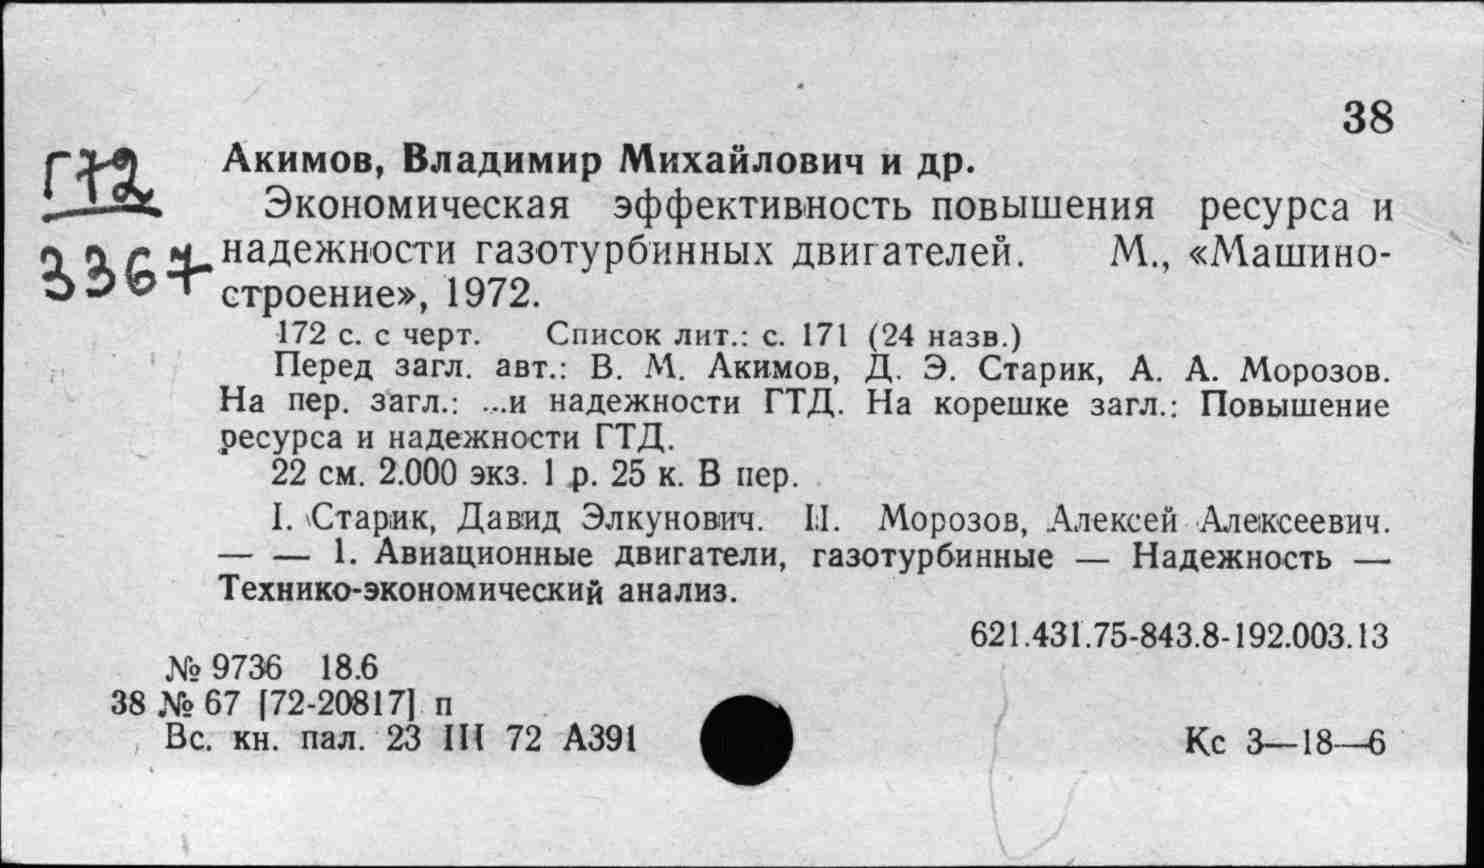 38
Г72
3367
Акимов, Владимир Михайлович и др.
Экономическая эффективность повышения ресурса и
надежности газотурбинных двигателей. М., «Машино-
строение», 1972.
172 с. с черт. Список лит.: с. 171 (24 назв.)
Перед загл. авт.: В. М. Акимов, Д. Э. Старик, А. А. Морозов.
На пер. загл.: ...и надежности ГТД. На корешке загл.: Повышение
ресурса и надежности ГТД.
22 см. 2.000 экз. 1 р. 25 к. В пер.
I. Старик, Давид Элкунович. II. Морозов, Алексей Алексеевич.
— — 1. Авиационные двигатели, газотурбинные — Надежность —
Технико-экономический анализ.
621.431.75-843.8-192.003.13
№ 9736 18.6
38 № 67 [72-20817] п
Вс. кн. пал. 23 III 72 А391
Кс 3—18—6